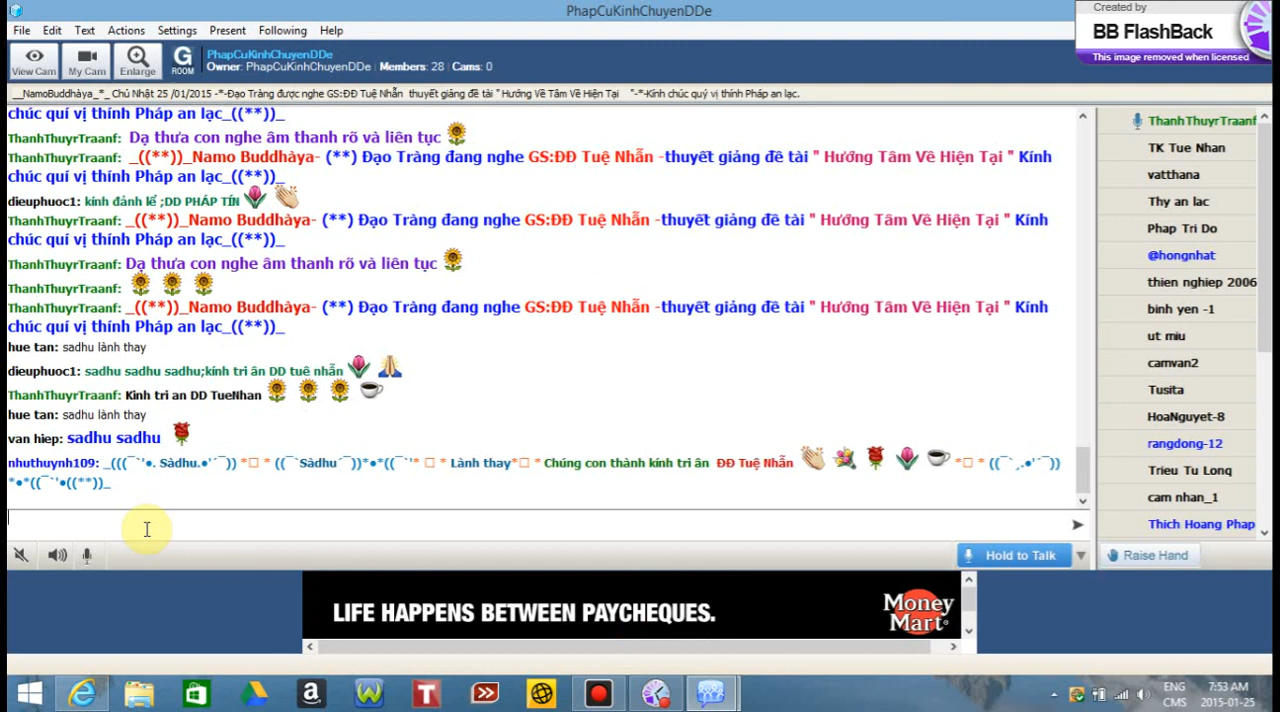 PhapCuKinhChuyenDDe
Created by
BB FlashBack
This image removed when licensed
File Edit Text Actions Settings Present Following Help
View Cam My Cam Enlarge G ROOM
PhapCuKinhChuyenDDe
Owner: PhapCuKinhChuyenDDe Members: 28 Cams: 0
__NamoBuddhàya_*_ Chủ Nhật 25 /01/2015 -*-Đạo Tràng được nghe GS:ĐĐ Tuệ Nhẫn thuyết giảng đề tài " Hướng Về Tâm Về Hiện Tại "-*-Kính chúc quý vị thính Pháp an lạc.
chúc quí vị thính Pháp an lạc_((**))_
ThanhThuyrTraanf: Dạ thưa con nghe âm thanh rõ và liên tục
ThanhThuyrTraanf: _((**))_Namo Buddhàya- (**) Đạo Tràng đang nghe GS:ĐĐ Tuệ Nhẫn -thuyết giảng đề tài " Hướng Tâm Về Hiện Tại " Kính
chúc quí vị thính Pháp an lạc_((**))_
dieuphuoc1: kính đảnh lể ;DD PHÁP TÍN
ThanhThuyrTraanf: _((**))_Namo Buddhàya- (**) Đạo Tràng đang nghe GS:ĐĐ Tuệ Nhẫn -thuyết giảng đề tài " Hướng Tâm Về Hiện Tại " Kính
chúc quí vị thính Pháp an lạc_((**))_
ThanhThuyrTraanf: Dạ thưa con nghe âm thanh rõ và liên tục
ThanhThuyrTraanf:
ThanhThuyrTraanf: _((**))_Namo Buddhàya- (**) Đạo Tràng đang nghe GS:ĐĐ Tuệ Nhẫn -thuyết giảng đề tài " Hướng Tâm Về Hiện Tại " Kính
chúc quí vị thính Pháp an lạc_((**))_
hue tan: sadhu lành thay
dieuphuoc1: sadhu sadhu sadhu;kính tri ân DD tuê nhẫn
ThanhThuyrTraanf: Kinh tri an DD TueNhan
hue tan: sadhu lành thay
van hiep: sadhu sadhu
nhuthuynh109: _(((¯`'•. Sàdhu.•'´¯)) *□ * ((¯`Sàdhu´¯))*•*((¯`'* □ * Lành thay*□ * Chúng con thành kính tri ân ĐĐ Tuệ Nhẫn *□ * ((¯`¸.•'´¯))
*•*((¯`'•((**))_
ThanhThuyrTraanf
TK Tue Nhan
vatthana
Thy an lac
Phap Tri Do
@hongnhat
thien nghiep 2006
binh yen -1
ut miu
camvan2
Tusita
HoaNguyet-8
rangdong-12
Trieu Tu Long
cam nhan_1
Thich Hoang Phap
Hold to Talk Raise Hand
LIFE HAPPENS BETWEEN PAYCHEQUES.
Money
Mart
ENG 7:53 AM
CMS 2015-01-25